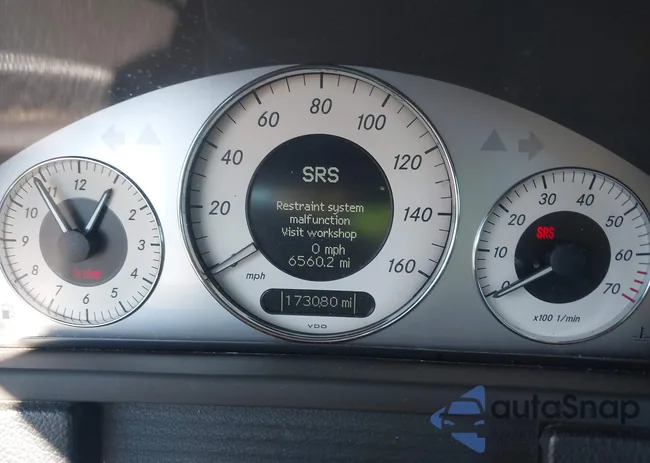 SRS
Restraint system
malfunction
Visit workshop
0 mph
6560.2 mi
20 40 60 80 100 120 140 160
mph
173080 mi
VDO
12 2 3 4 5 6 7 8 9 10 11
0 10 20 30 40 50 60 70
SRS
x100 1/min
autaSnap